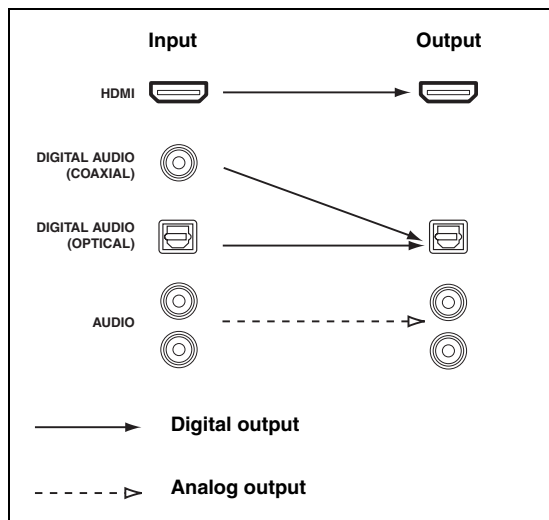 Input Output
HDMI
DIGITAL AUDIO
(COAXIAL)
DIGITAL AUDIO
(OPTICAL)
AUDIO
Digital output
Analog output